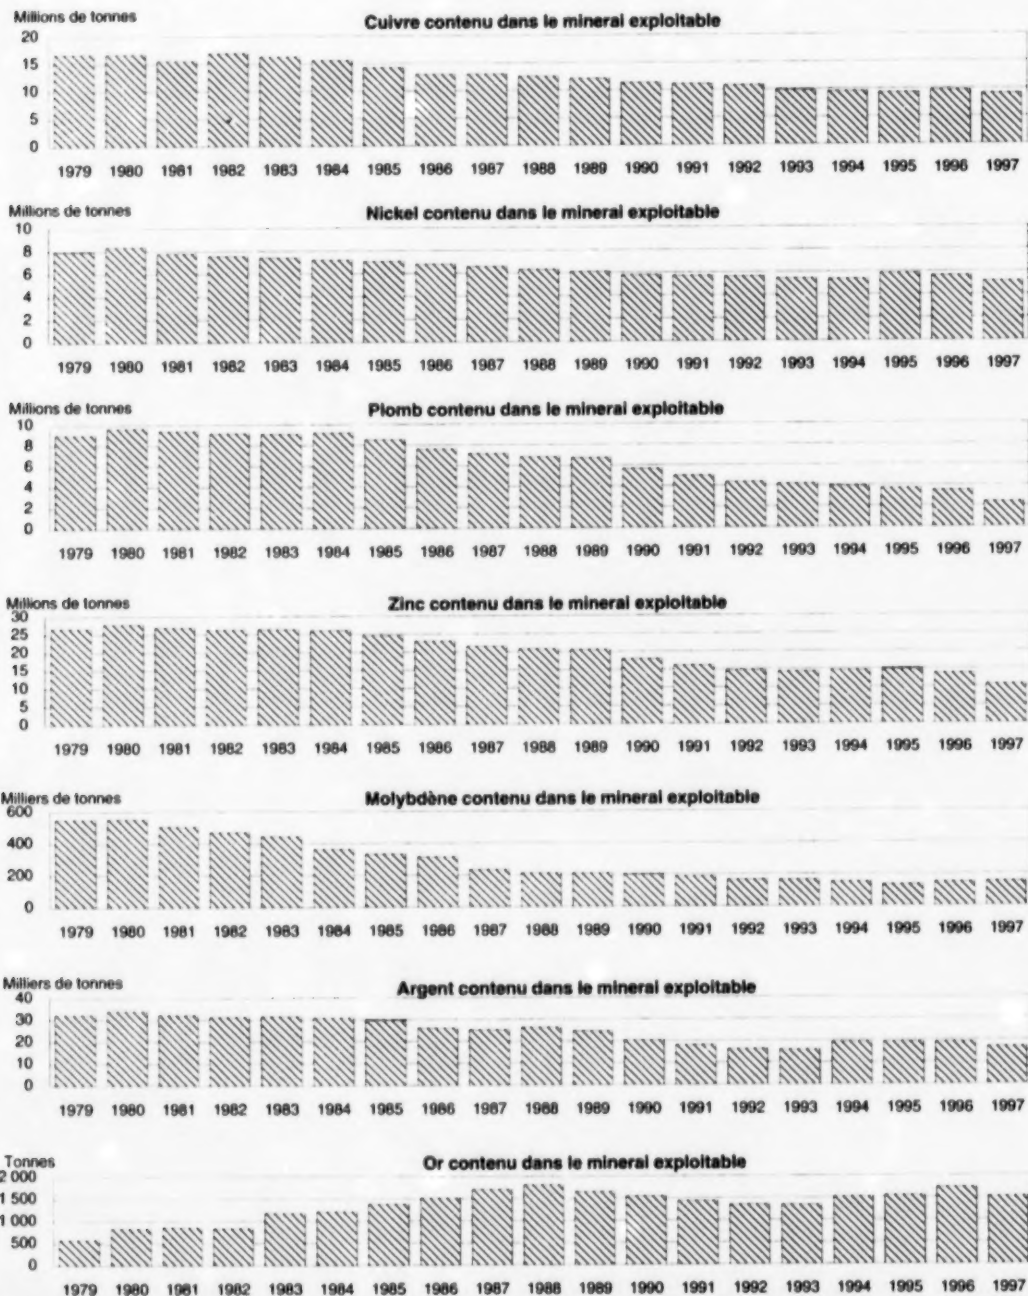 Millions de tonnes
Cuivre contenu dans le minerai exploitable
20
15
10
5
0
1979 1980 1981 1982 1983 1984 1985 1986 1987 1988 1989 1990 1991 1992 1993 1994 1995 1996 1997
Millions de tonnes
Nickel contenu dans le minerai exploitable
10
8
6
4
2
0
1979 1980 1981 1982 1983 1984 1985 1986 1987 1988 1989 1990 1991 1992 1993 1994 1995 1996 1997
Millions de tonnes
Plomb contenu dans le minerai exploitable
10
8
6
4
2
0
1979 1980 1981 1982 1983 1984 1985 1986 1987 1988 1989 1990 1991 1992 1993 1994 1995 1996 1997
Millions de tonnes
Zinc contenu dans le minerai exploitable
30
25
20
15
10
5
0
1979 1980 1981 1982 1983 1984 1985 1986 1987 1988 1989 1990 1991 1992 1993 1994 1995 1996 1997
Milliers de tonnes
Molybdène contenu dans le minerai exploitable
600
400
200
0
1979 1980 1981 1982 1983 1984 1985 1986 1987 1988 1989 1990 1991 1992 1993 1994 1995 1996 1997
Milliers de tonnes
Argent contenu dans le minerai exploitable
40
30
20
10
0
1979 1980 1981 1982 1983 1984 1985 1986 1987 1988 1989 1990 1991 1992 1993 1994 1995 1996 1997
Tonnes
Or contenu dans le minerai exploitable
2 000
1 500
1 000
500
0
1979 1980 1981 1982 1983 1984 1985 1986 1987 1988 1989 1990 1991 1992 1993 1994 1995 1996 1997